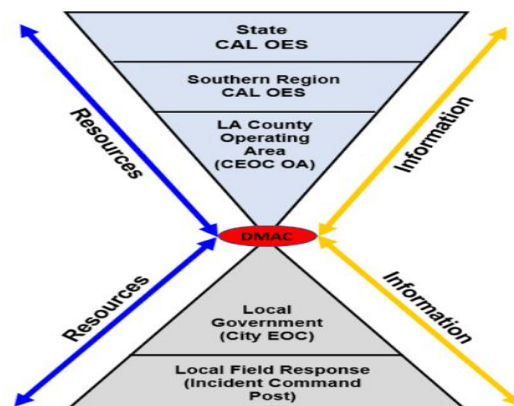 State
CAL OES
Southern Region
CAL OES
LA County
Operating
Area
(CEOC OA)
Resources
Information
DMAC
Resources
Information
Local
Government
(City EOC)
Local Field Response
(Incident Command
Post)